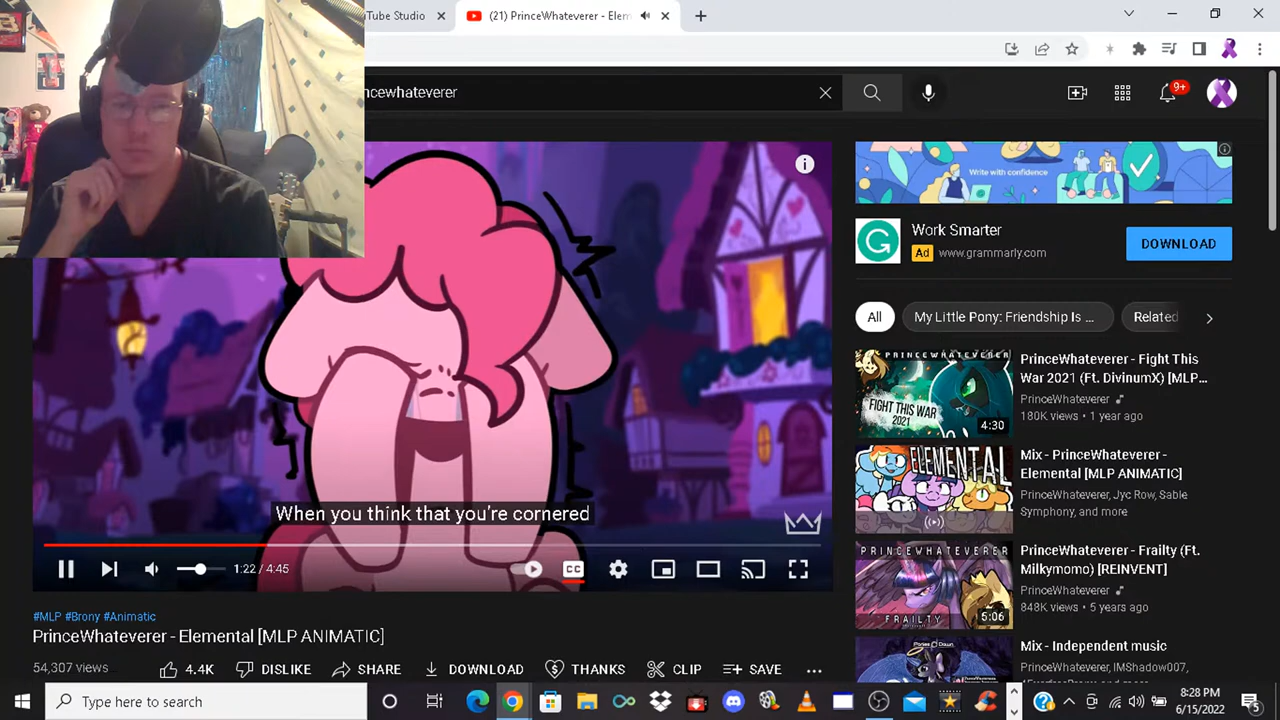 uTube Studio
(21) PrinceWhateverer - Elem
ncewhateverer
9+
When you think that you're cornered
1:22 / 4:45
CC
#MLP #Brony #Animatic
PrinceWhateverer - Elemental [MLP ANIMATIC]
54,307 views
4.4K
DISLIKE
SHARE
DOWNLOAD
THANKS
CLIP
SAVE
Write with confidence
Work Smarter
Ad www.grammarly.com
DOWNLOAD
All
My Little Pony: Friendship Is ...
Related
PRINCEWHATEVERER
FIGHT THIS WAR
2021
4:30
PrinceWhateverer - Fight This
War 2021 (Ft. DivinumX) [MLP...
PrinceWhateverer
180K views • 1 year ago
ELEMENTAL
Mix - PrinceWhateverer -
Elemental [MLP ANIMATIC]
PrinceWhateverer, Jyc Row, Sable
Symphony, and more
PRINCEWHATEVERER
FRAILTY
5:06
PrinceWhateverer - Frailty (Ft.
Milkymomo) [REINVENT]
PrinceWhateverer
848K views • 5 years ago
Mix - Independent music
PrinceWhateverer, IMShadow007,
Type here to search
8:28 PM
6/15/2022
5